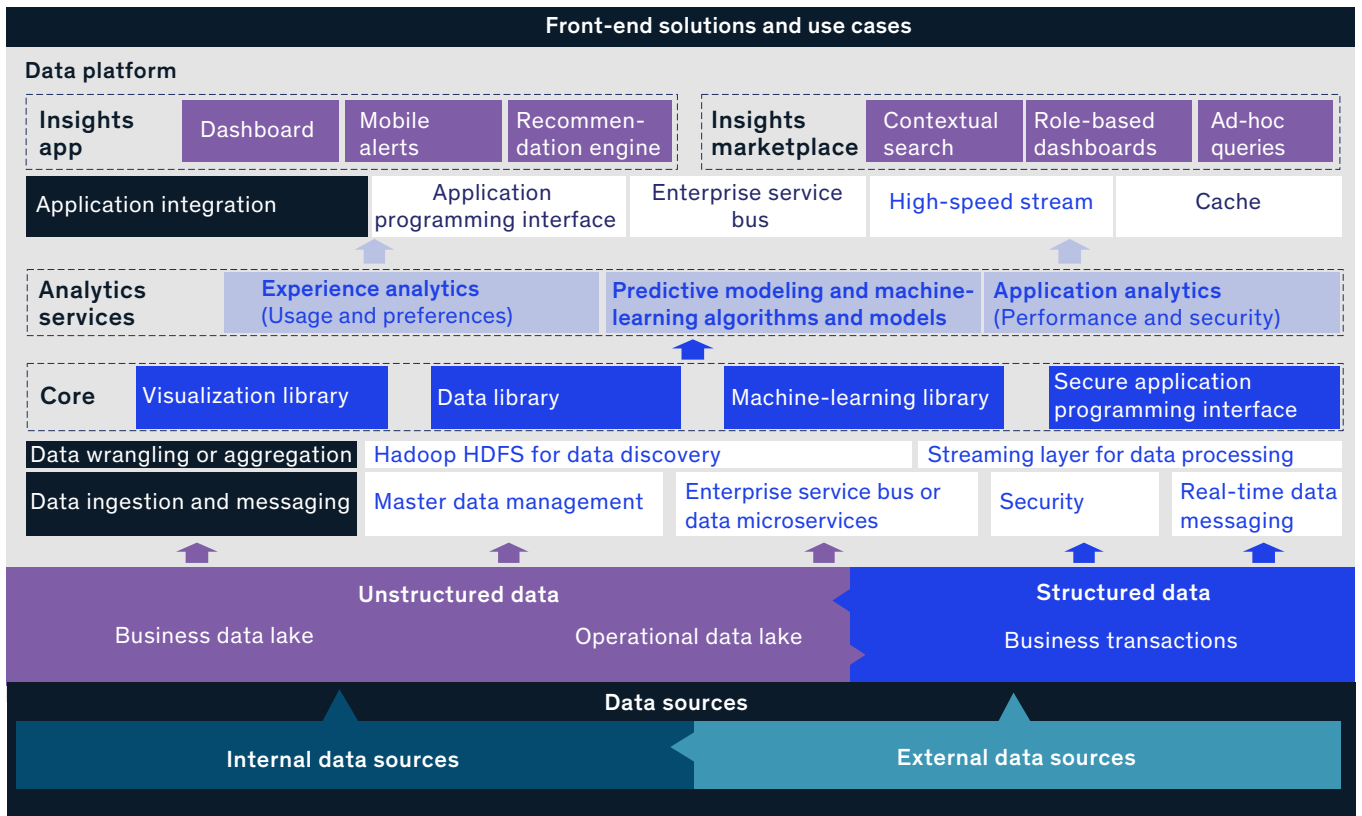 Front-end solutions and use cases
Data platform
Insights
app
Dashboard
Mobile
alerts
Recommen-
dation engine
Insights
marketplace
Contextual
search
Role-based
dashboards
Ad-hoc
queries
Application integration
Application
programming interface
Enterprise service
bus
High-speed stream
Cache
Analytics
services
Experience analytics
(Usage and preferences)
Predictive modeling and machine-
learning algorithms and models
Application analytics
(Performance and security)
Core
Visualization library
Data library
Machine-learning library
Secure application
programming interface
Data wrangling or aggregation
Hadoop HDFS for data discovery
Streaming layer for data processing
Data ingestion and messaging
Master data management
Enterprise service bus or
data microservices
Security
Real-time data
messaging
Unstructured data
Business data lake
Operational data lake
Structured data
Business transactions
Data sources
Internal data sources
External data sources